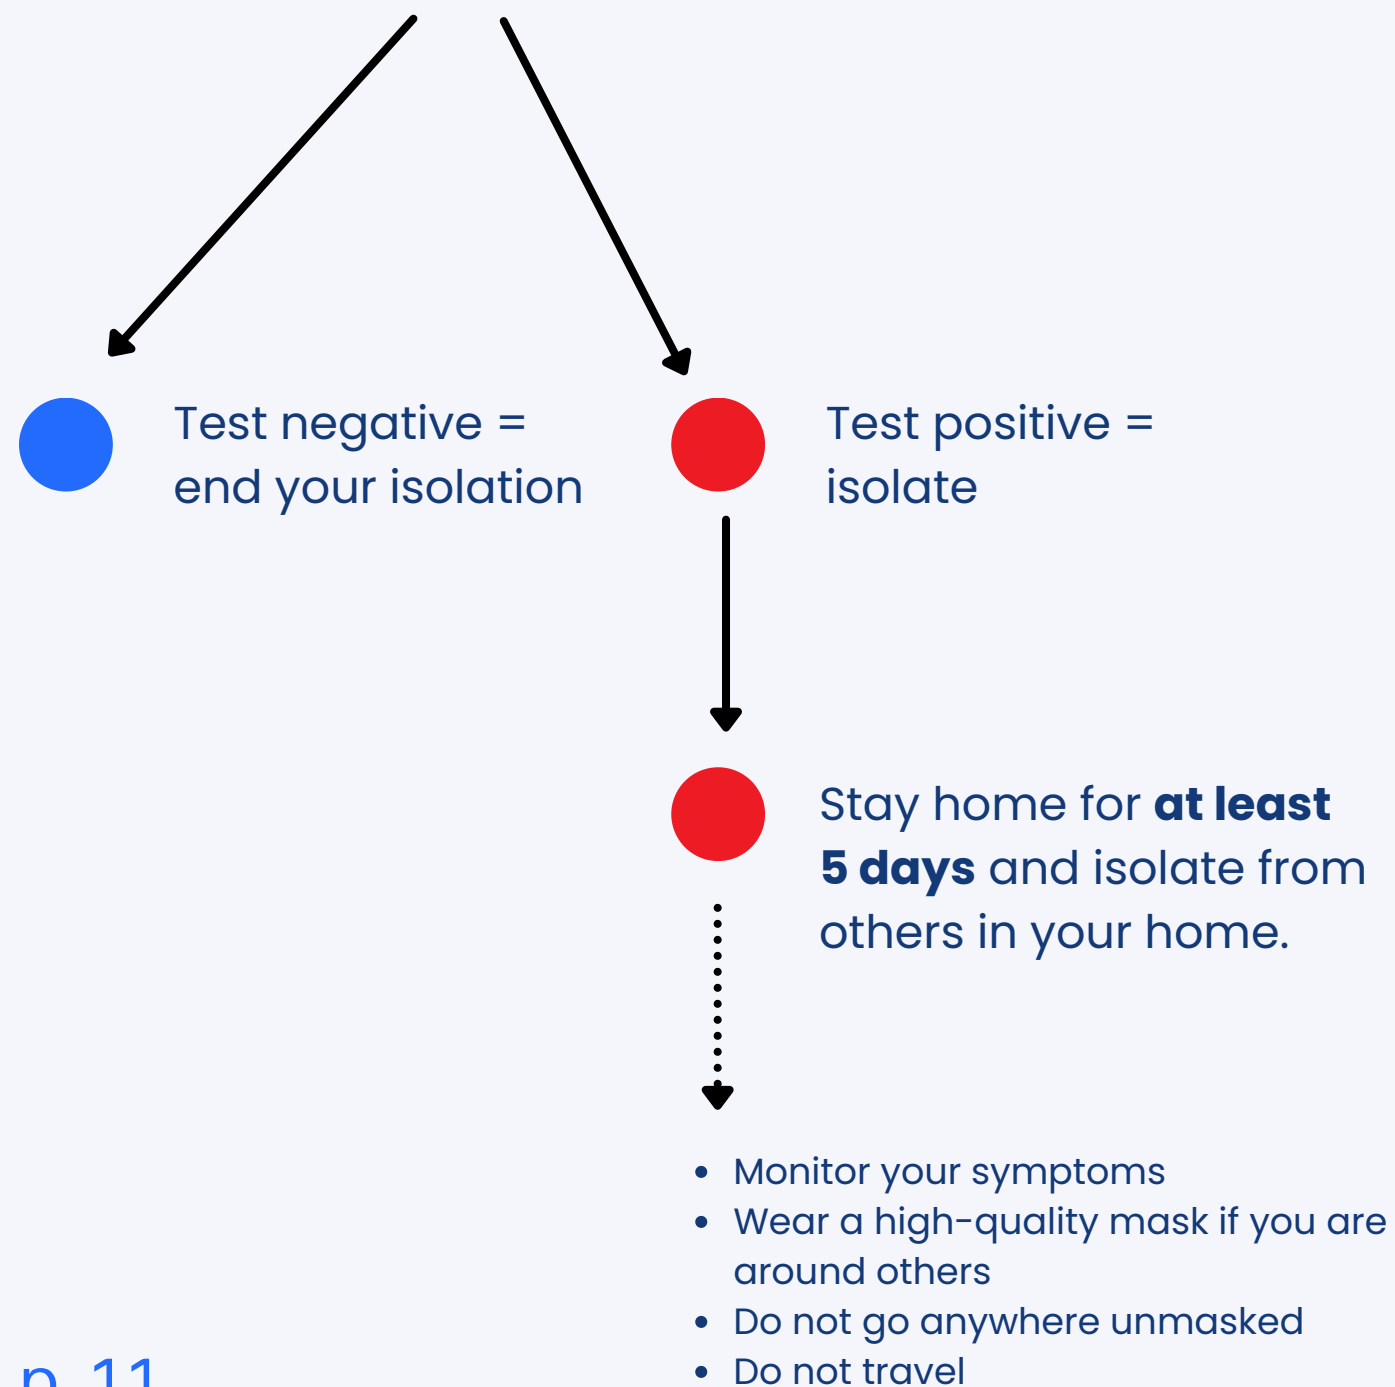 Test negative =
end your isolation
Test positive =
isolate
Stay home for at least
5 days and isolate from
others in your home.
• Monitor your symptoms
• Wear a high-quality mask if you are
around others
• Do not go anywhere unmasked
• Do not travel
p. 11